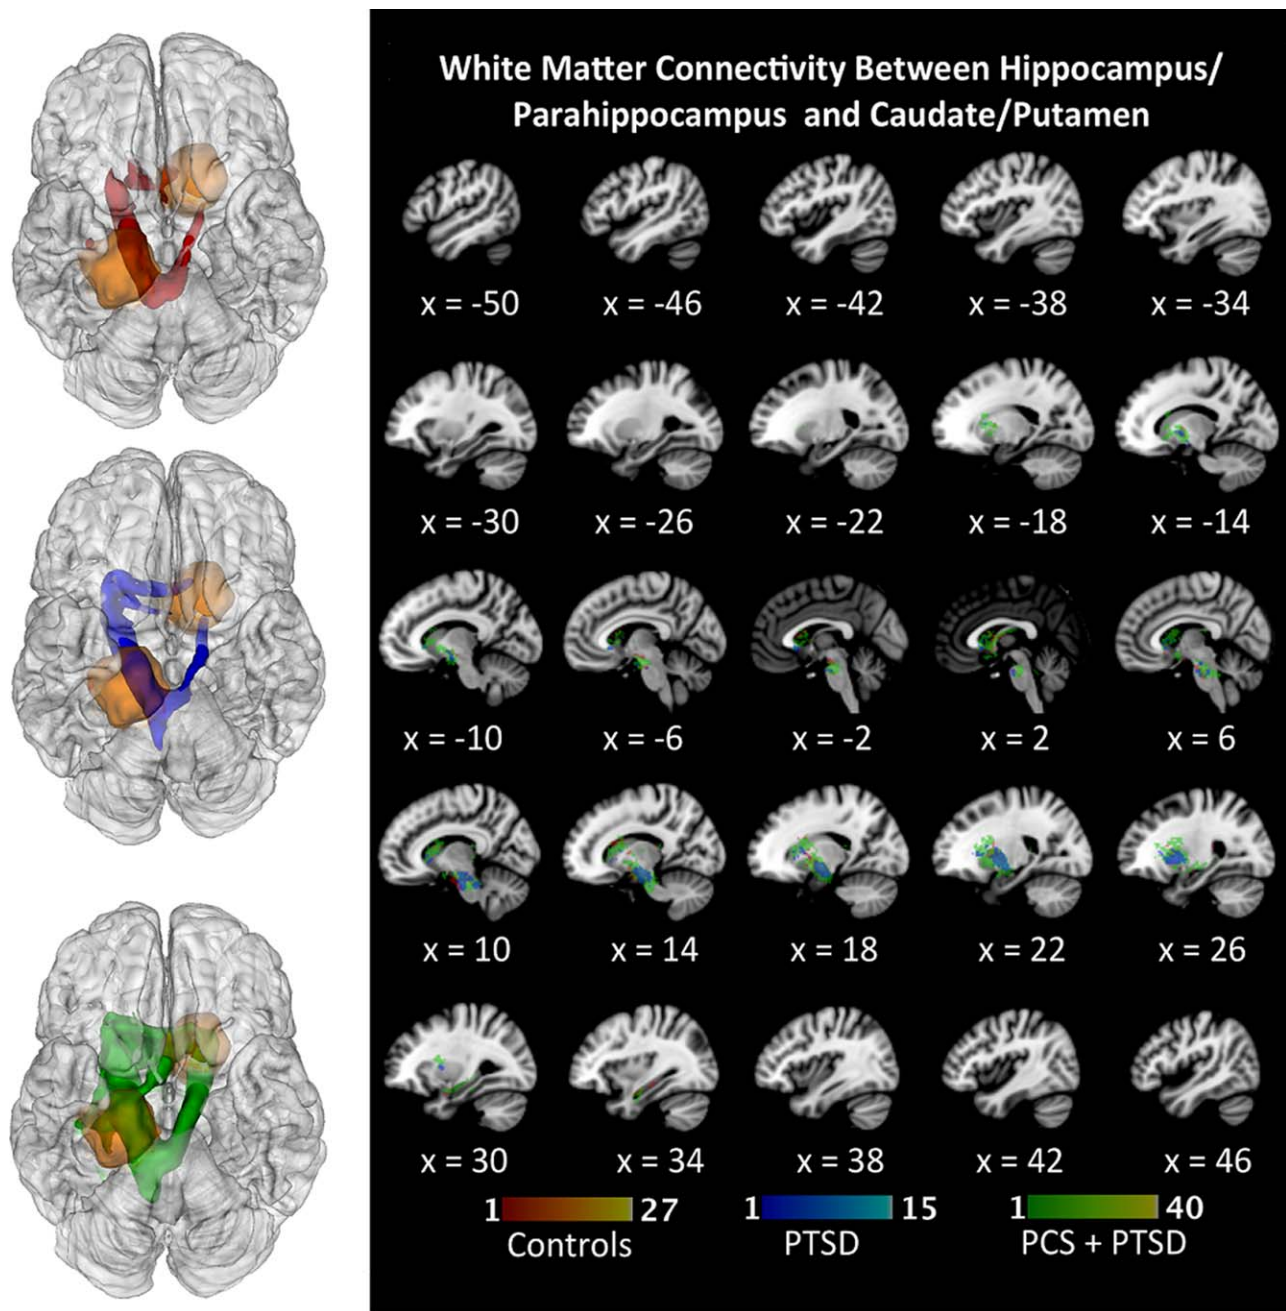 White Matter Connectivity Between Hippocampus/
Parahippocampus and Caudate/Putamen
x = -50 x = -46 x = -42 x = -38 x = -34
x = -30 x = -26 x = -22 x = -18 x = -14
x = -10 x = -6 x = -2 x = 2 x = 6
x = 10 x = 14 x = 18 x = 22 x = 26
x = 30 x = 34 x = 38 x = 42 x = 46
1 27 1 15 1 40
Controls PTSD PCS + PTSD